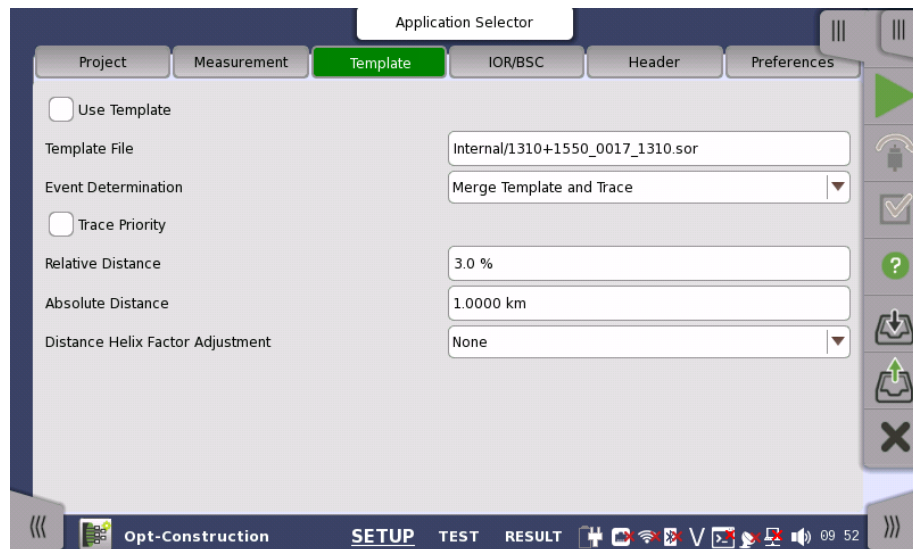 Application Selector
Project Measurement Template IOR/BSC Header Preferences
Use Template
Template File Internal/1310+1550_0017_1310.sor
Event Determination Merge Template and Trace
Trace Priority
Relative Distance 3.0 %
Absolute Distance 1.0000 km
Distance Helix Factor Adjustment None
Opt-Construction SETUP TEST RESULT V 09 52